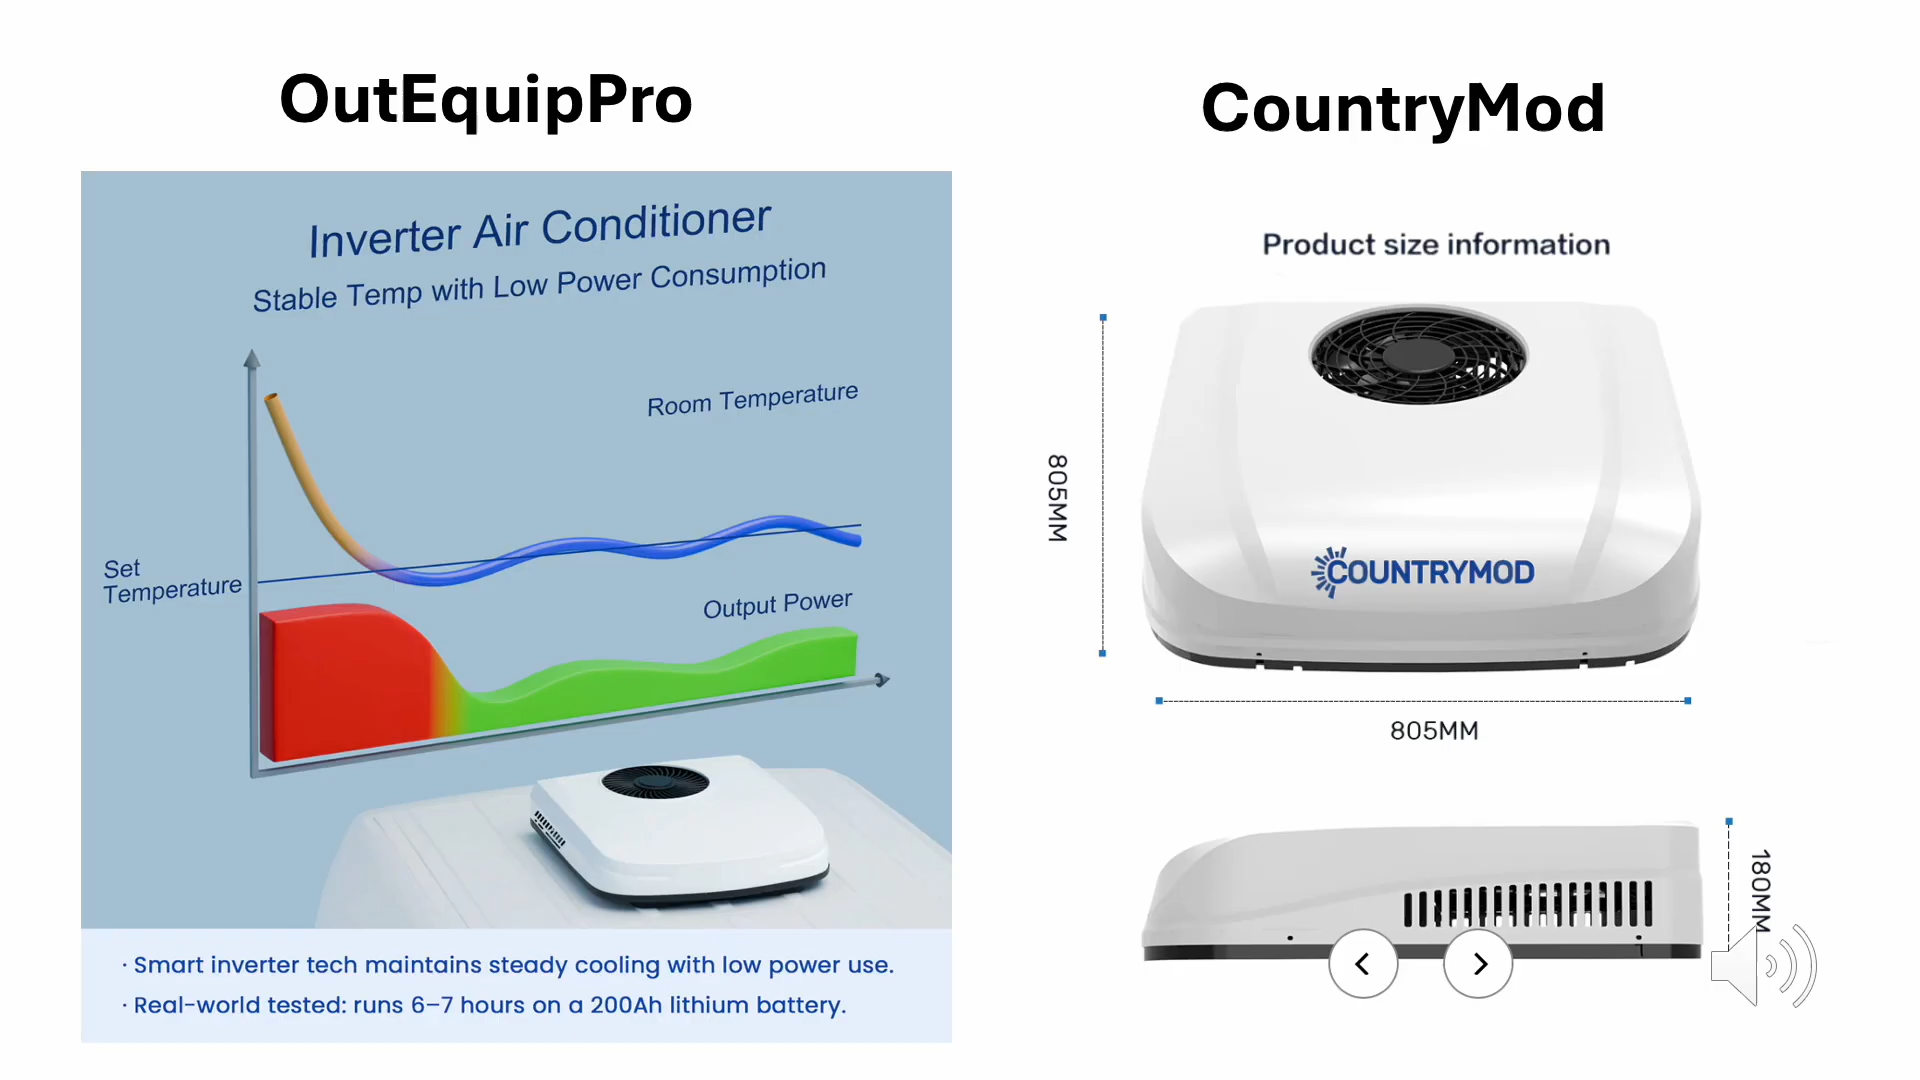 OutEquipPro
Inverter Air Conditioner
Stable Temp with Low Power Consumption
Room Temperature
Set
Temperature
Output Power
· Smart inverter tech maintains steady cooling with low power use.
· Real-world tested: runs 6–7 hours on a 200Ah lithium battery.
CountryMod
Product size information
805MM
COUNTRYMOD
805MM
180MM